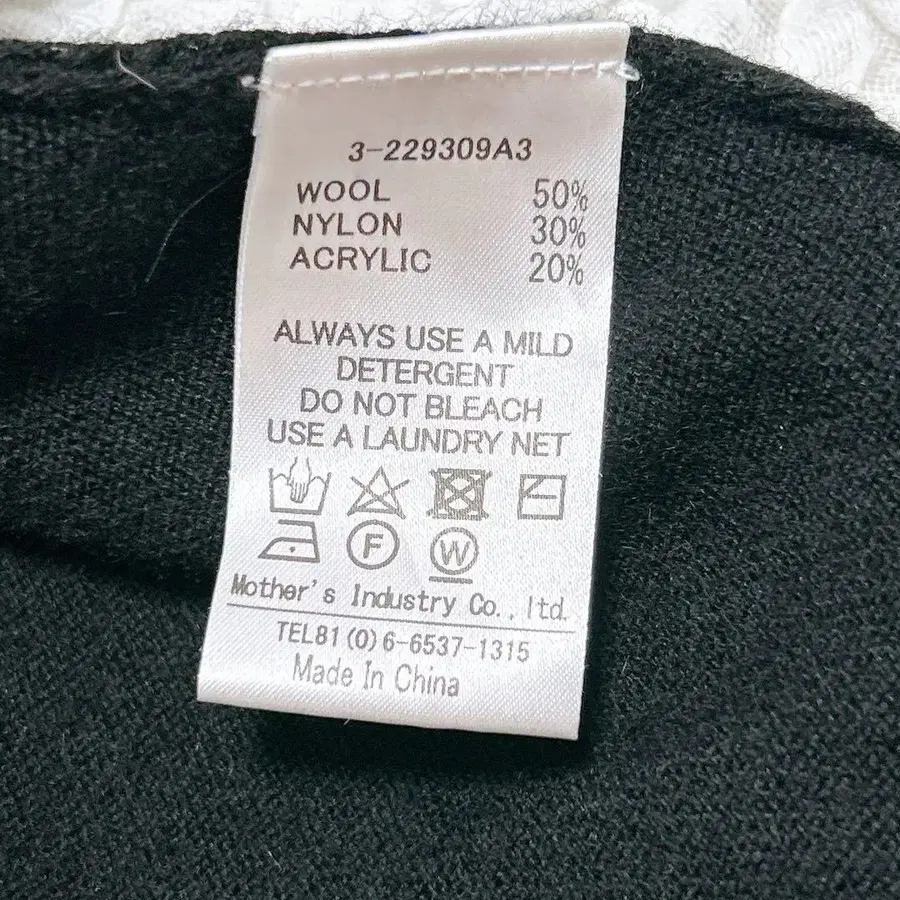 3-229309A3
WOOL 50%
NYLON 30%
ACRYLIC 20%
ALWAYS USE A MILD
DETERGENT
DO NOT BLEACH
USE A LAUNDRY NET
F W
Mother's Industry Co., ltd.
TEL81(0)6-6537-1315
Made In China